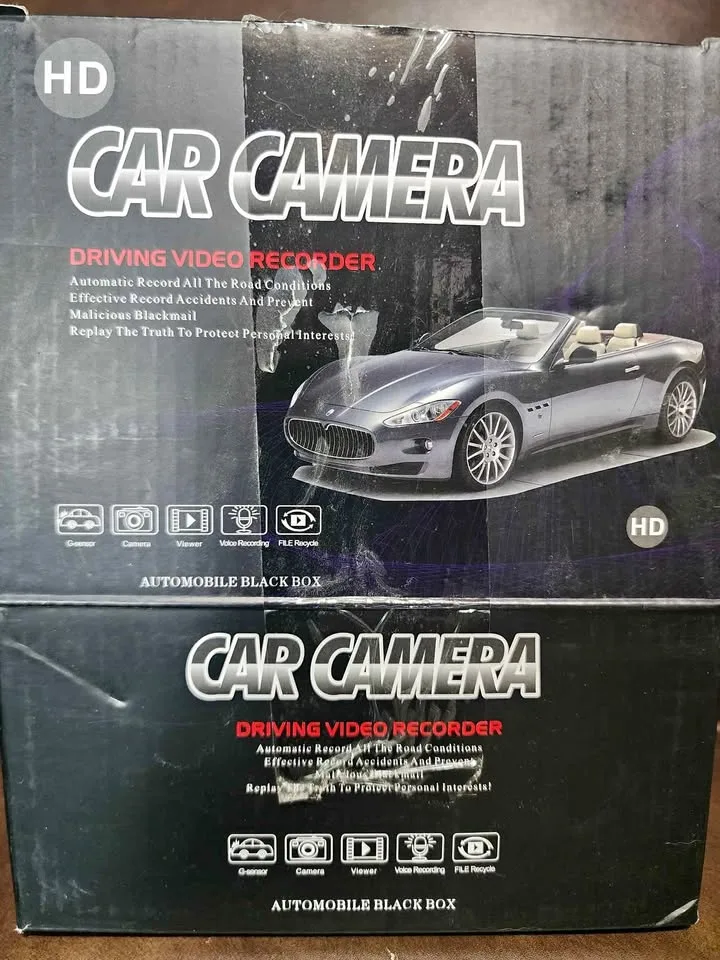 HD
CAR CAMERA
DRIVING VIDEO RECORDER
Automatic Record All The Road Conditions
Effective Record Accidents And Prevent
Malicious Blackmail
Replay The Truth To Protect Personal Interests!
G-sensor Camera Viewer Voice Recording FILE Recycle
HD
AUTOMOBILE BLACK BOX
CAR CAMERA
DRIVING VIDEO RECORDER
Automatic Record All The Road Conditions
Effective Record Accidents And Prevent
Malicious Blackmail
Replay The Truth To Protect Personal Interests!
G-sensor Camera Viewer Voice Recording FILE Recycle
AUTOMOBILE BLACK BOX